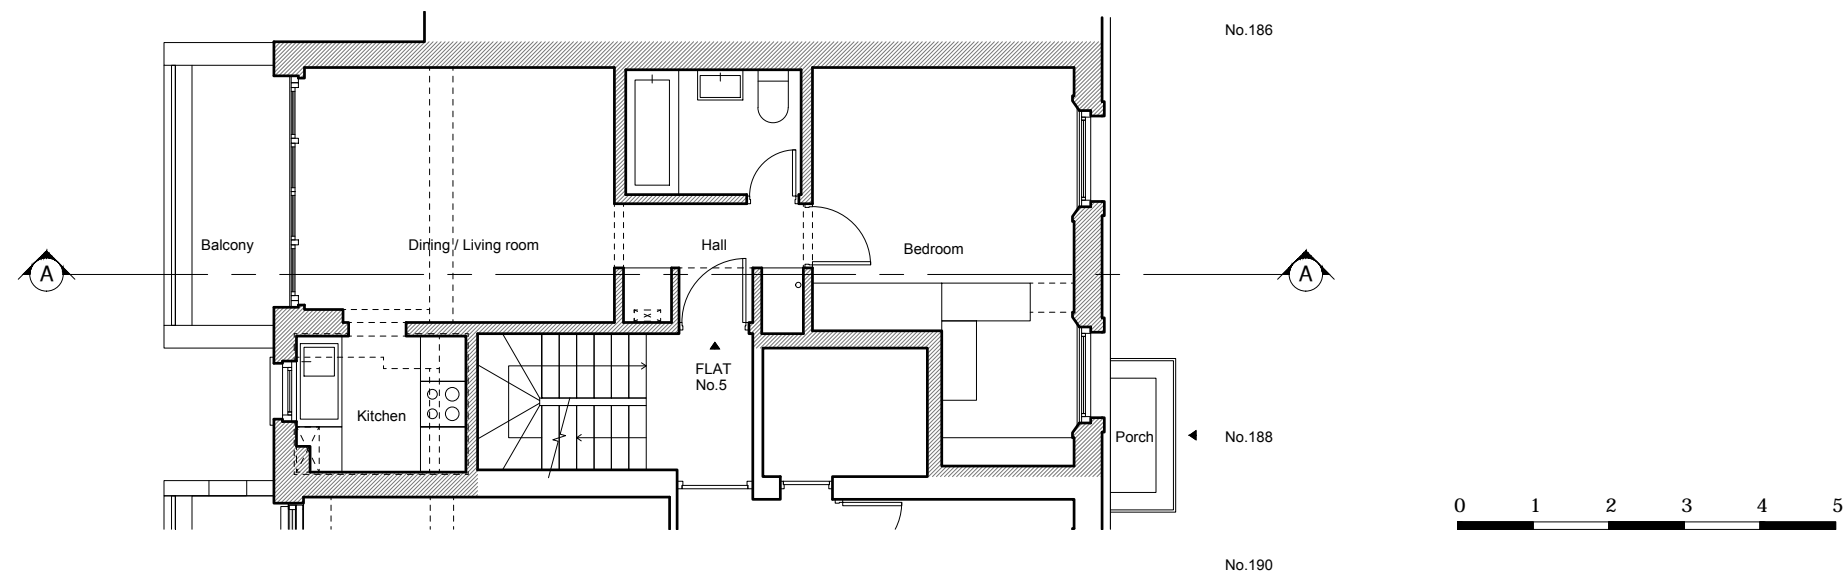 No.186
Balcony
Dining / Living room
Hall
Bedroom
A
A
FLAT
No.5
Kitchen
Porch
No.188
0 1 2 3 4 5
No.190